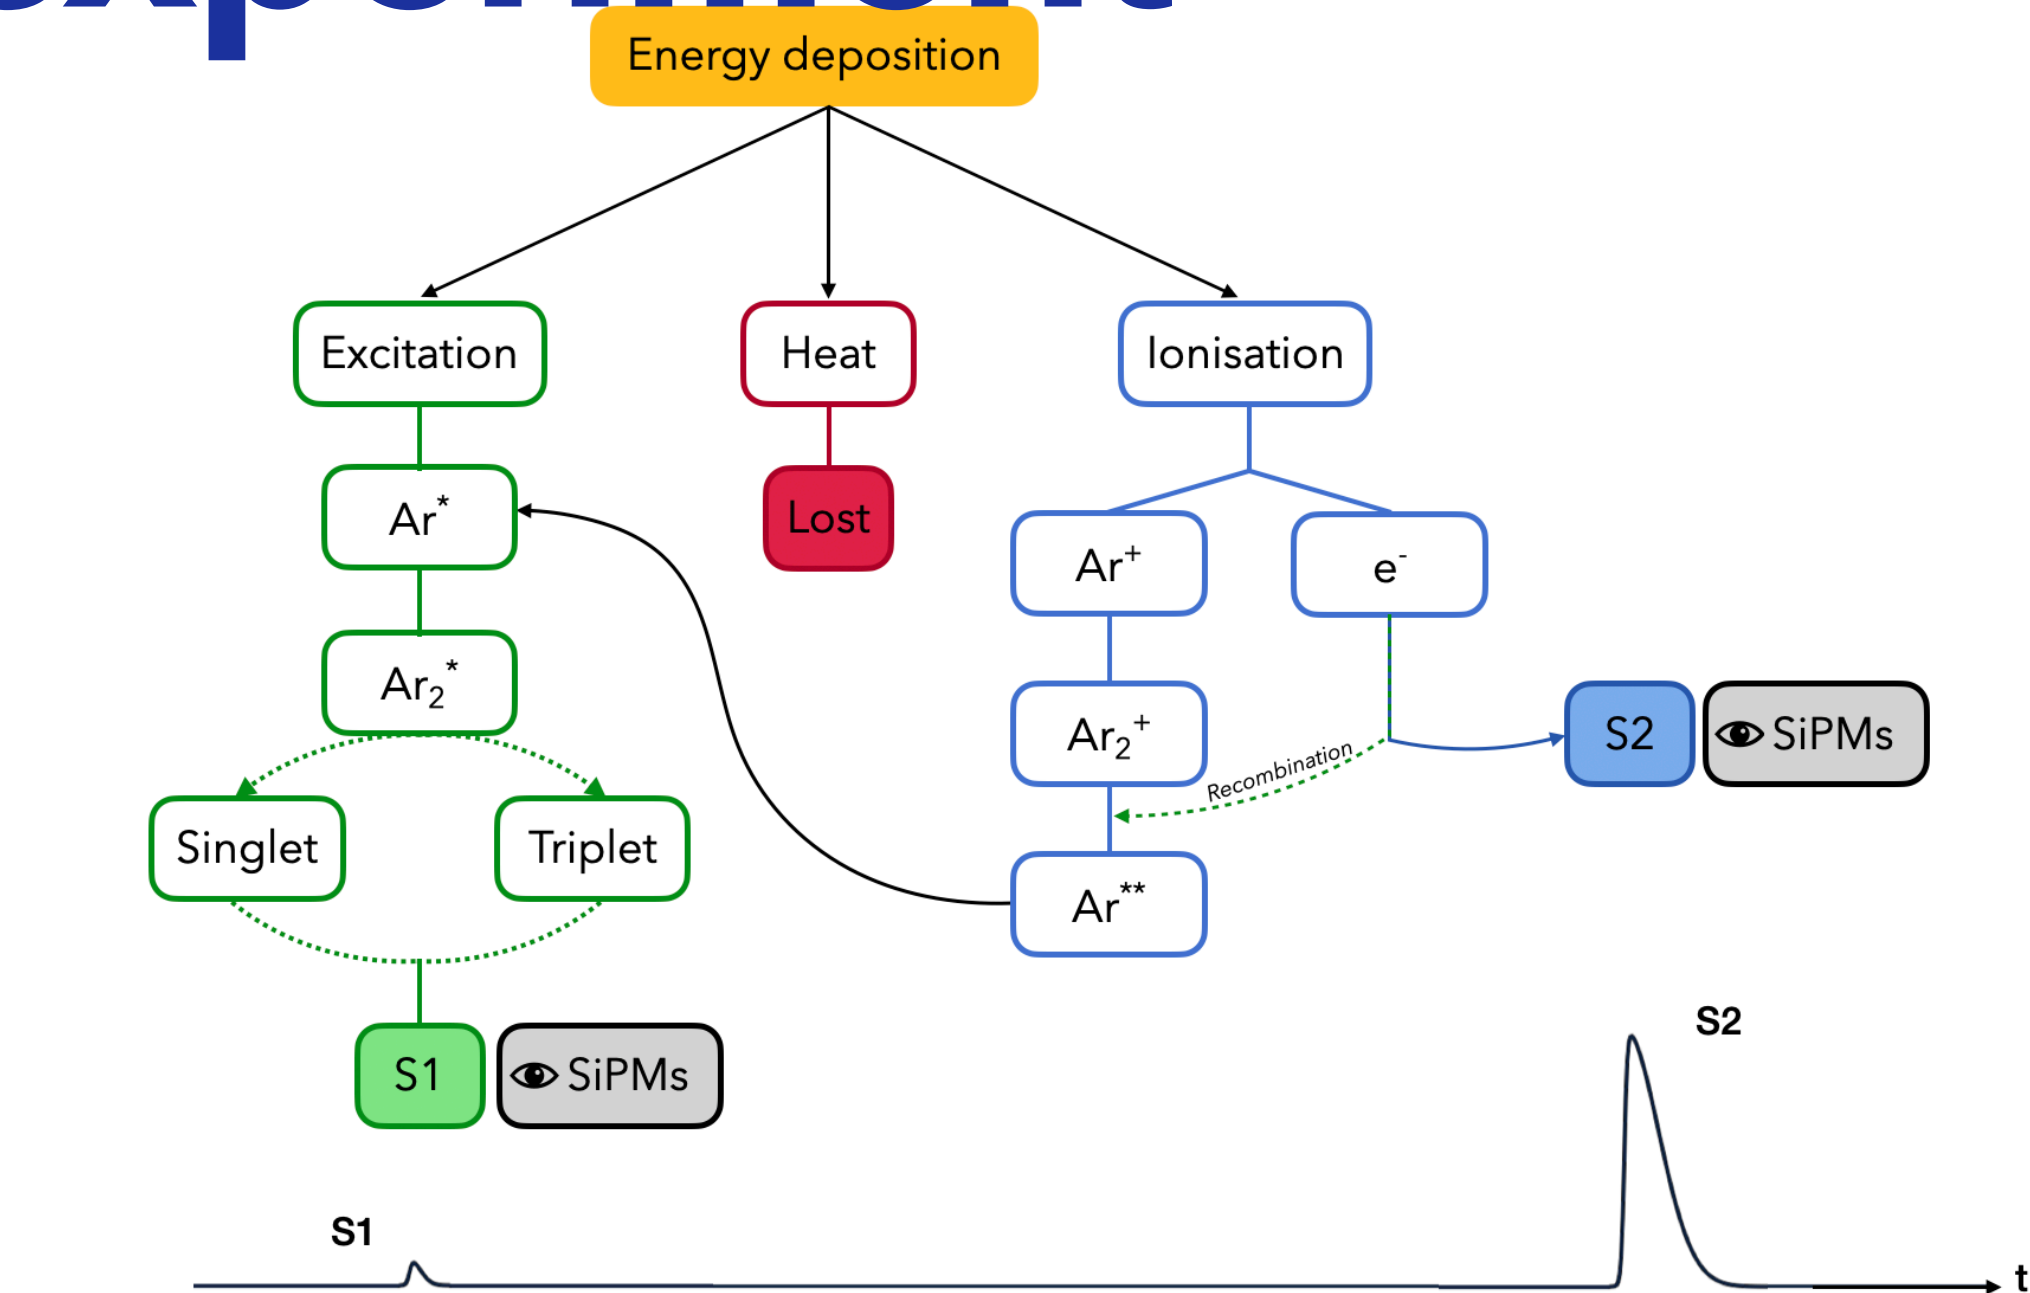 experiment
Energy deposition
Excitation
Heat
Ionisation
Ar*
Lost
Ar⁺
e⁻
Ar₂*
Ar₂⁺
S2
SiPMs
Recombination
Singlet
Triplet
Ar**
S1
SiPMs
S2
S1
t